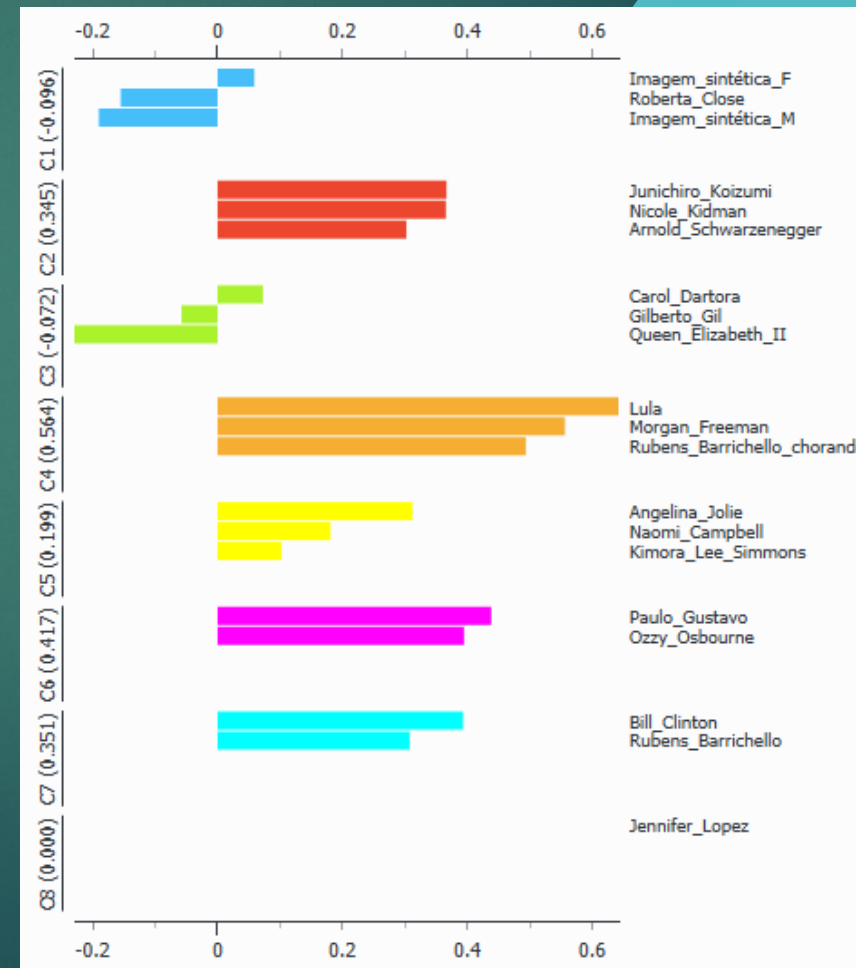 -0.2 0 0.2 0.4 0.6
C1 (-0.096)
Imagem_sintética_F
Roberta_Close
Imagem_sintética_M
C2 (0.345)
Junichiro_Koizumi
Nicole_Kidman
Arnold_Schwarzenegger
C3 (-0.072)
Carol_Dartora
Gilberto_Gil
Queen_Elizabeth_II
C4 (0.564)
Lula
Morgan_Freeman
Rubens_Barrichello_chorand
C5 (0.199)
Angelina_Jolie
Naomi_Campbell
Kimora_Lee_Simmons
C6 (0.417)
Paulo_Gustavo
Ozzy_Osbourne
C7 (0.351)
Bill_Clinton
Rubens_Barrichello
C8 (0.000)
Jennifer_Lopez
-0.2 0 0.2 0.4 0.6